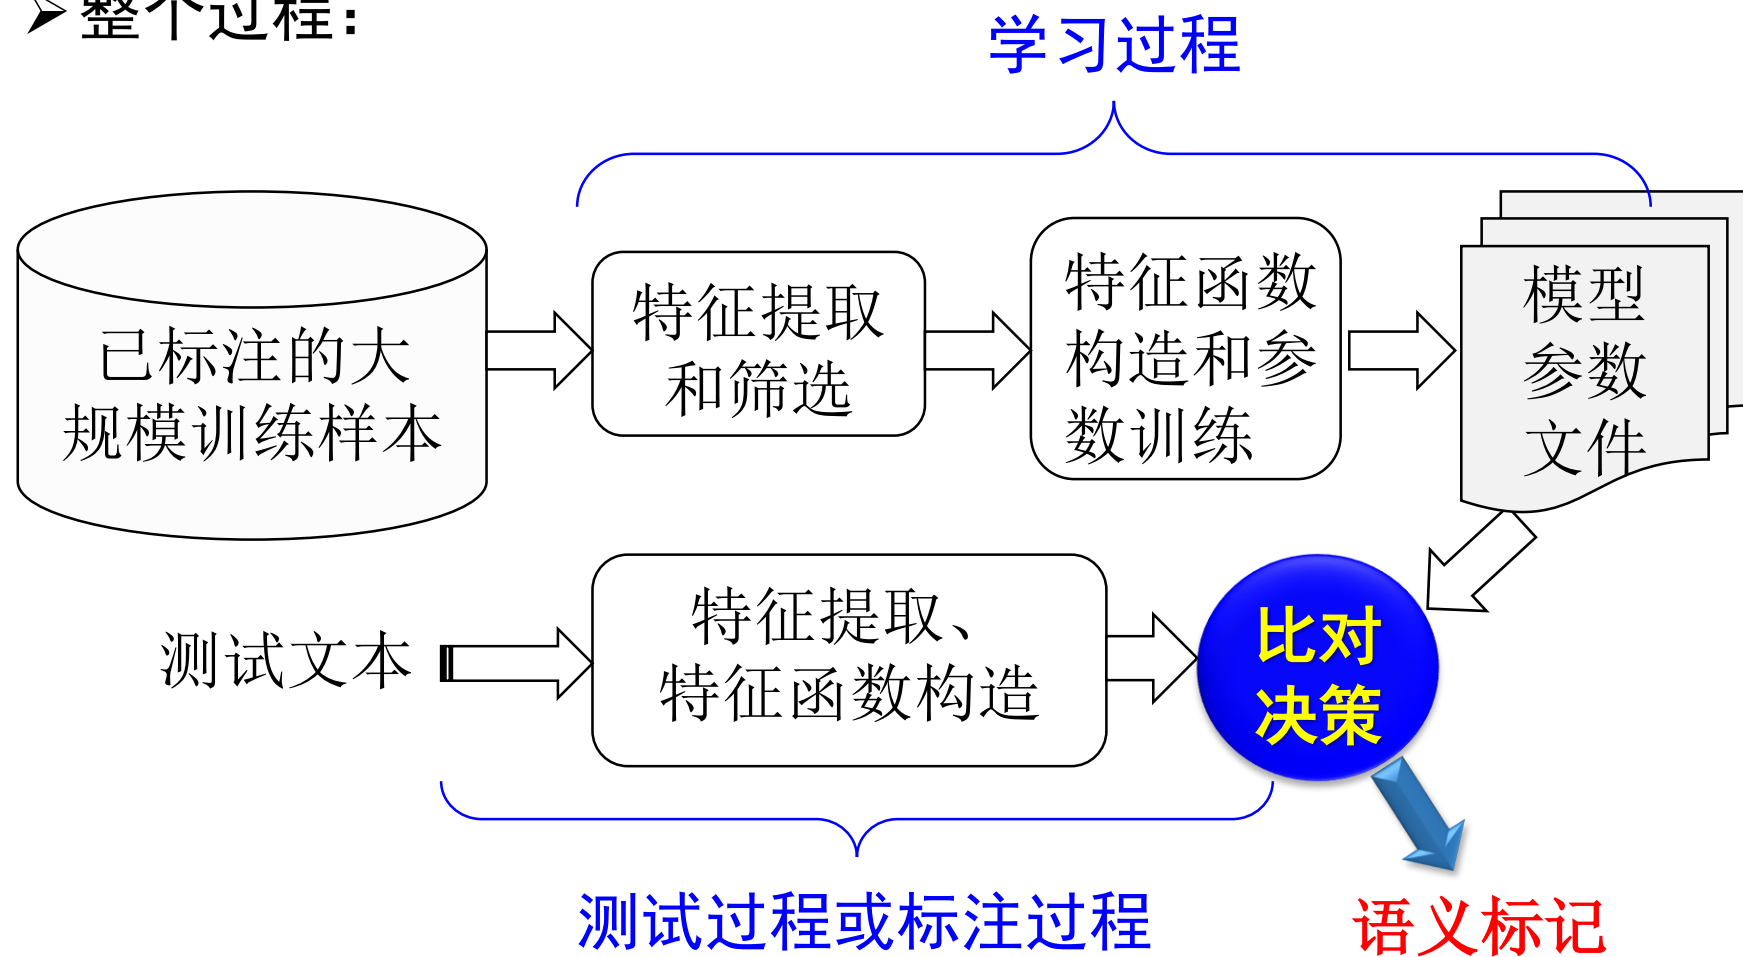 整个过程：
学习过程
已标注的大
规模训练样本
特征提取
和筛选
特征函数
构造和参
数训练
模型
参数
文件
测试文本
特征提取、
特征函数构造
比对
决策
测试过程或标注过程
语义标记